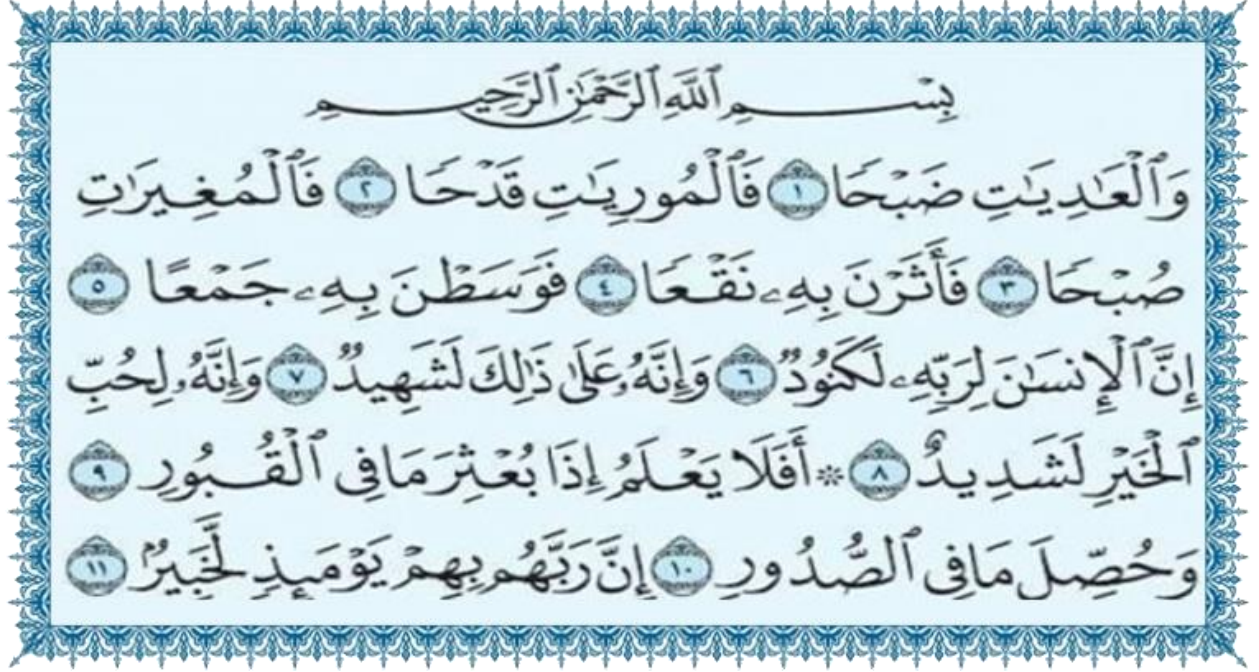 بِسْمِ ٱللَّهِ ٱلرَّحْمَٰنِ ٱلرَّحِيمِ
وَٱلْعَٰدِيَٰتِ ضَبْحًا ١ فَٱلْمُورِيَٰتِ قَدْحًا ٢ فَٱلْمُغِيرَٰتِ
صُبْحًا ٣ فَأَثَرْنَ بِهِۦ نَقْعًا ٤ فَوَسَطْنَ بِهِۦ جَمْعًا ٥
إِنَّ ٱلْإِنسَٰنَ لِرَبِّهِۦ لَكَنُودٌ ٦ وَإِنَّهُۥ عَلَىٰ ذَٰلِكَ لَشَهِيدٌ ٧ وَإِنَّهُۥ لِحُبِّ
ٱلْخَيْرِ لَشَدِيدٌ ٨ ۞ أَفَلَا يَعْلَمُ إِذَا بُعْثِرَ مَا فِى ٱلْقُبُورِ ٩
وَحُصِّلَ مَا فِى ٱلصُّدُورِ ١٠ إِنَّ رَبَّهُم بِهِمْ يَوْمَئِذٍ لَّخَبِيرٌۢ ١١